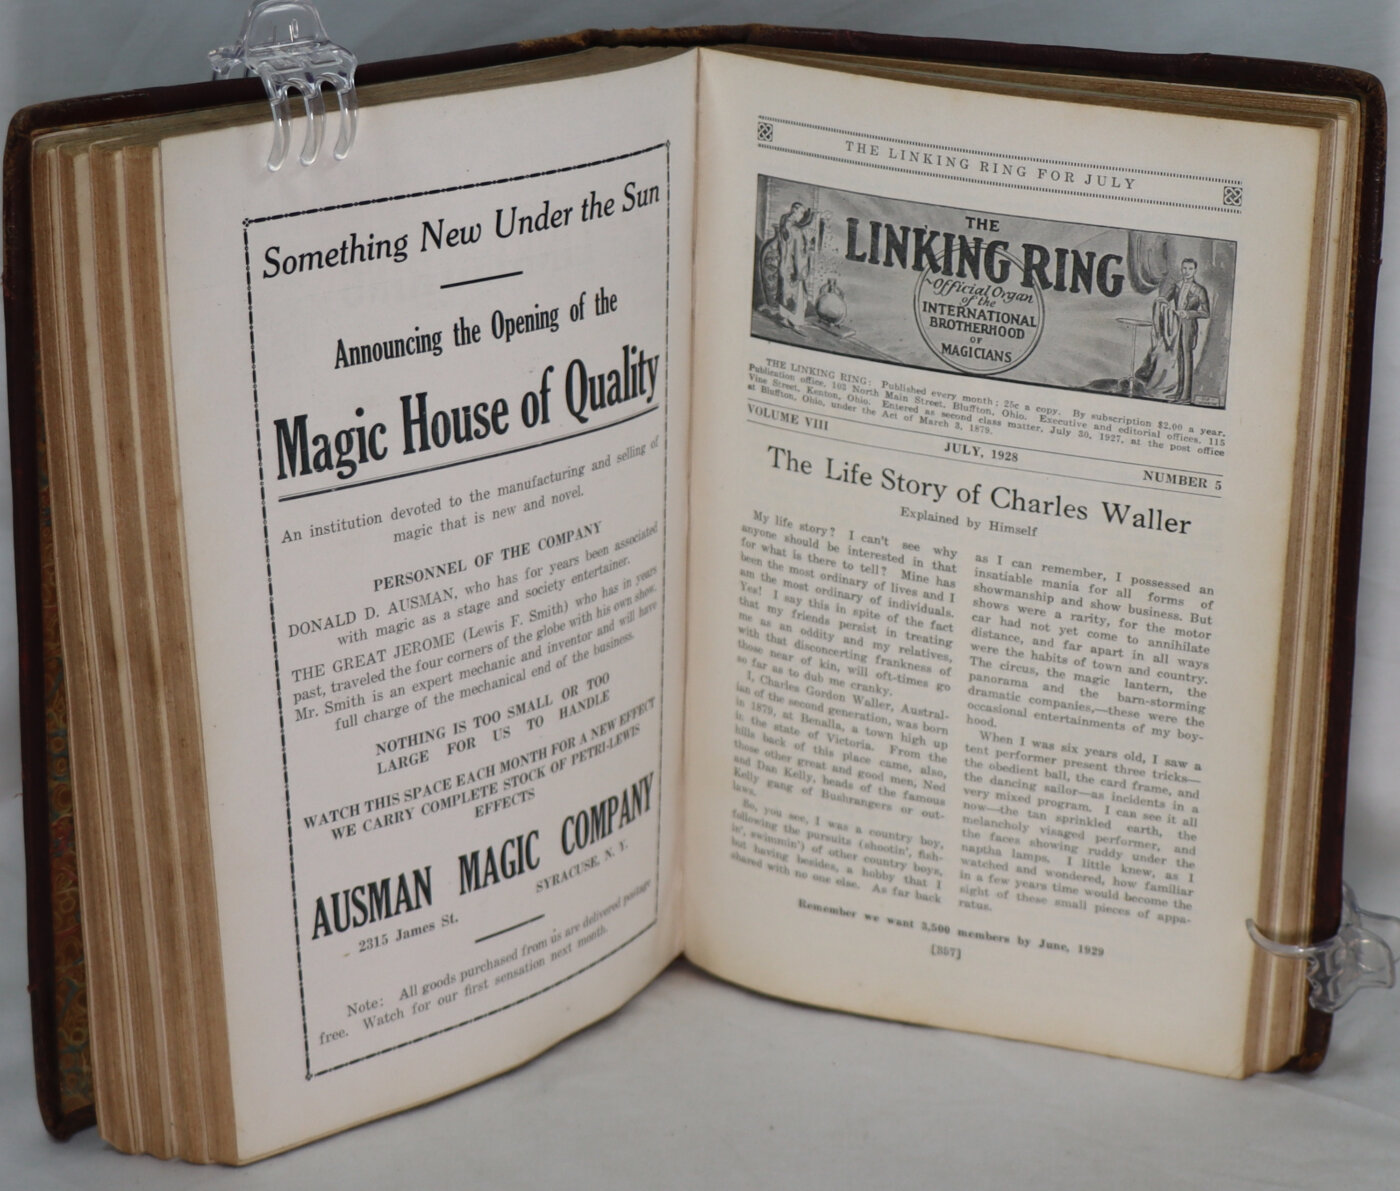 Something New Under the Sun
Announcing the Opening of the
Magic House of Quality
An institution devoted to the manufacturing and selling of
magic that is new and novel.
PERSONNEL OF THE COMPANY
DONALD D. AUSMAN, who has for years been associated
with magic as a stage and society entertainer.
THE GREAT JEROME (Lewis F. Smith) who has in years
past, traveled the four corners of the globe with his own show.
Mr. Smith is an expert mechanic and inventor and will have
full charge of the mechanical end of the business.
NOTHING IS TOO SMALL OR TOO
LARGE FOR US TO HANDLE
WATCH THIS SPACE EACH MONTH FOR A NEW EFFECT
WE CARRY COMPLETE STOCK OF PETRI-LEWIS
EFFECTS
AUSMAN MAGIC COMPANY
2315 James St. SYRACUSE, N. Y.
Note: All goods purchased from us are delivered postage
free. Watch for our first sensation next month.
THE LINKING RING FOR JULY
THE
LINKING RING
Official Organ
of the
INTERNATIONAL
BROTHERHOOD
OF
MAGICIANS
THE LINKING RING: Published every month; 25c a copy. By subscription $2.00 a year.
Publication office, 103 North Main Street, Bluffton, Ohio. Executive and editorial offices, 115
Vine Street, Kenton, Ohio. Entered as second class matter, July 30, 1927, at the post office
at Bluffton, Ohio, under the Act of March 3, 1879.
VOLUME VIII JULY, 1928 NUMBER 5
The Life Story of Charles Waller
Explained by Himself
My life story? I can't see why
anyone should be interested in that
for what is there to tell? Mine has
been the most ordinary of lives and I
am the most ordinary of individuals.
Yes! I say this in spite of the fact
that my friends persist in treating
me as an oddity and my relatives,
with that disconcerting frankness of
those near of kin, will oft-times go
so far as to dub me cranky.
I, Charles Gordon Waller, Austral-
ian of the second generation, was born
in 1879, at Benalla, a town high up
in the state of Victoria. From the
hills back of this place came, also,
those other great and good men, Ned
and Dan Kelly, heads of the famous
Kelly gang of Bushrangers or out-
laws.
So, you see, I was a country boy,
following the pursuits (shootin', fish-
in', swimmin') of other country boys,
but having besides, a hobby that I
shared with no one else. As far back
as I can remember, I possessed an
insatiable mania for all forms of
showmanship and show business. But
shows were a rarity, for the motor
car had not yet come to annihilate
distance, and far apart in all ways
were the habits of town and country.
The circus, the magic lantern, the
panorama and the barn-storming
dramatic companies,—these were the
occasional entertainments of my boy-
hood.
When I was six years old, I saw a
tent performer present three tricks—
the obedient ball, the card frame, and
the dancing sailor—as incidents in a
very mixed program. I can see it all
now—the tan sprinkled earth, the
melancholy visaged performer, and
the faces showing ruddy under the
naptha lamps. I little knew, as I
watched and wondered, how familiar
in a few years time would become the
sight of these small pieces of appa-
ratus.
Remember we want 3,500 members by June, 1929
[357]